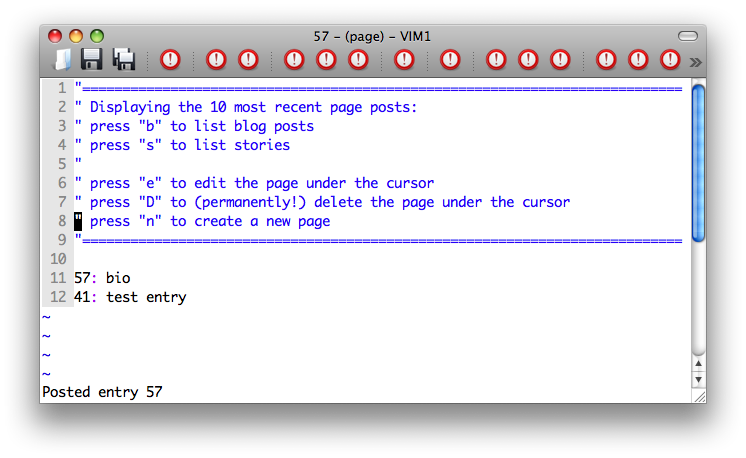 57 – (page) – VIM1
1 "===========================================================================
2 " Displaying the 10 most recent page posts:
3 " press "b" to list blog posts
4 " press "s" to list stories
5 "
6 " press "e" to edit the page under the cursor
7 " press "D" to (permanently!) delete the page under the cursor
8 " press "n" to create a new page
9 "===========================================================================
10
11 57: bio
12 41: test entry
~
~
~
~
Posted entry 57